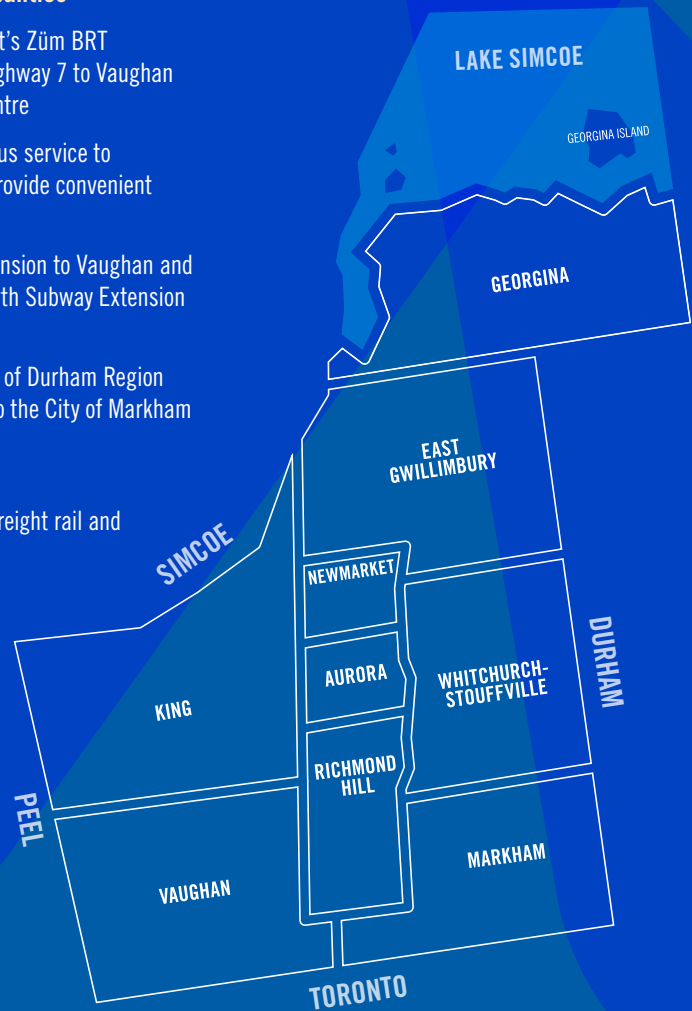 t's Züm BRT
ghway 7 to Vaughan
ntre
us service to
rovide convenient
nsion to Vaughan and
th Subway Extension
of Durham Region
o the City of Markham
reight rail and
LAKE SIMCOE
GEORGINA ISLAND
GEORGINA
EAST
GWILLIMBURY
SIMCOE
NEWMARKET
AURORA
WHITCHURCH-
STOUFFVILLE
DURHAM
KING
RICHMOND
HILL
PEEL
MARKHAM
VAUGHAN
TORONTO